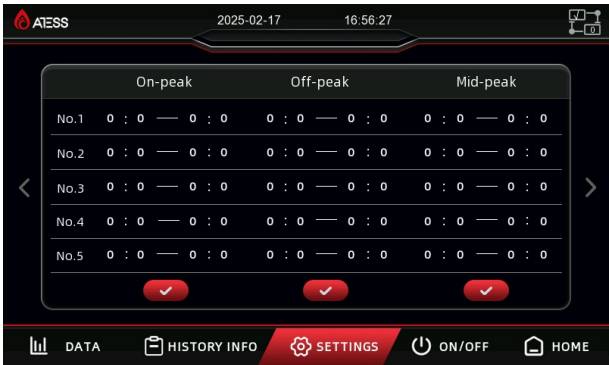 ATESS 2025-02-17 16:56:27
On-peak Off-peak Mid-peak
No.1 0 : 0 — 0 : 0 0 : 0 — 0 : 0 0 : 0 — 0 : 0
No.2 0 : 0 — 0 : 0 0 : 0 — 0 : 0 0 : 0 — 0 : 0
No.3 0 : 0 — 0 : 0 0 : 0 — 0 : 0 0 : 0 — 0 : 0
No.4 0 : 0 — 0 : 0 0 : 0 — 0 : 0 0 : 0 — 0 : 0
No.5 0 : 0 — 0 : 0 0 : 0 — 0 : 0 0 : 0 — 0 : 0
DATA HISTORY INFO SETTINGS ON/OFF HOME